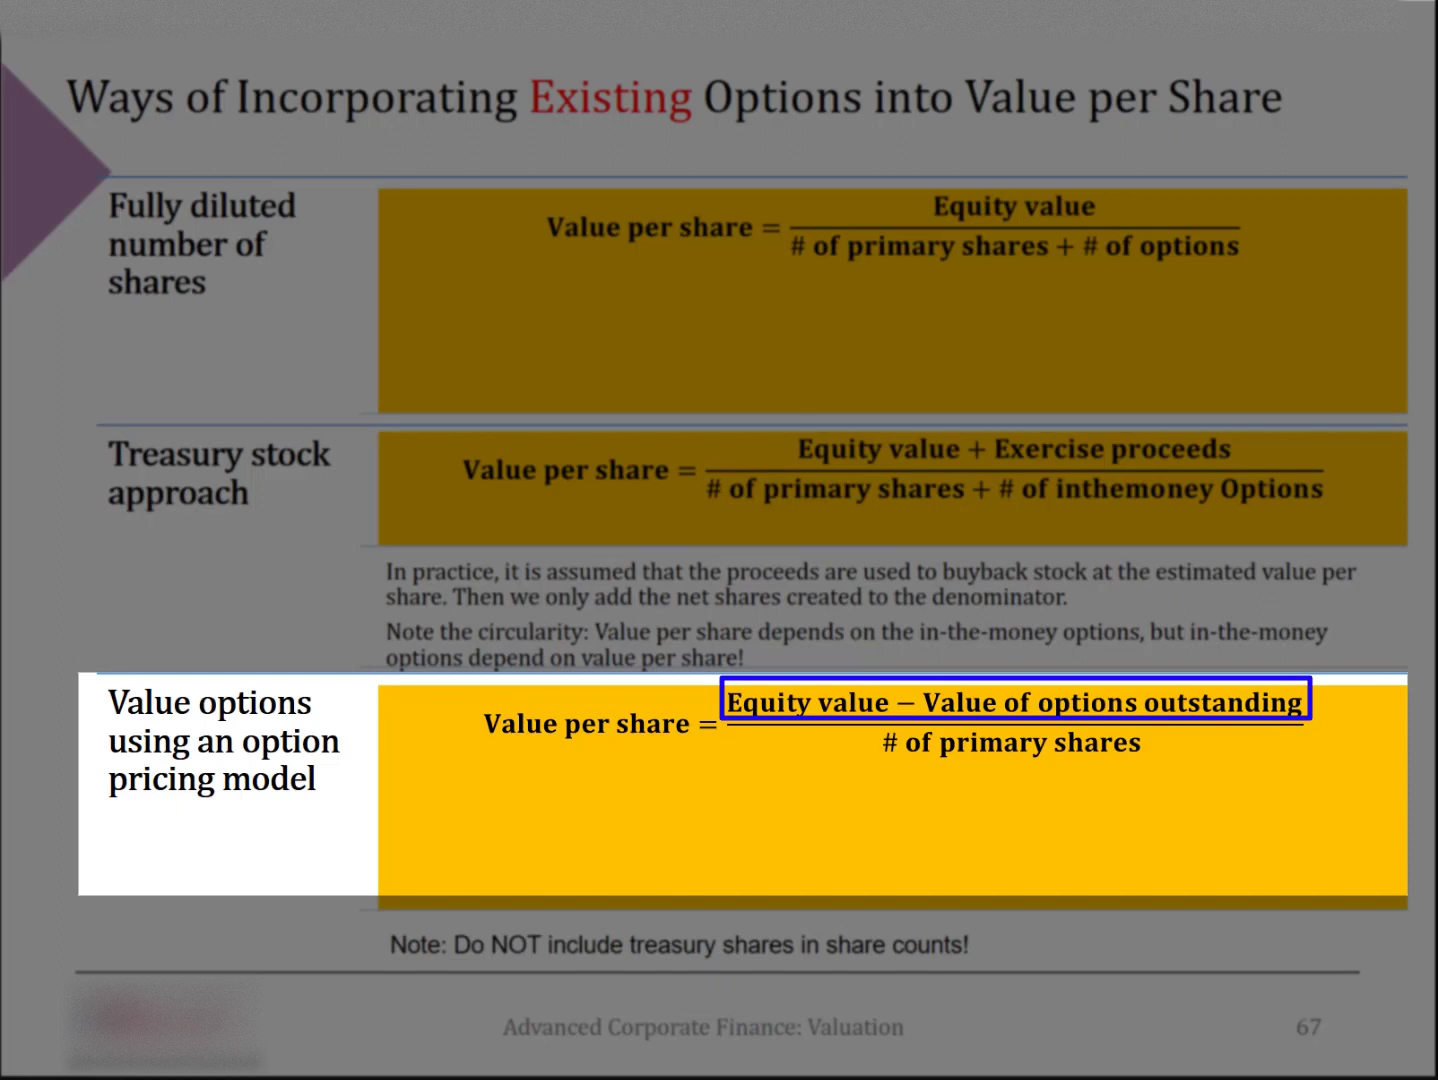 Ways of Incorporating Existing Options into Value per Share
Fully diluted
number of
shares
Value per share = Equity value
# of primary shares + # of options
Treasury stock
approach
Value per share = Equity value + Exercise proceeds
# of primary shares + # of inthemoney Options
In practice, it is assumed that the proceeds are used to buyback stock at the estimated value per
share. Then we only add the net shares created to the denominator.
Note the circularity: Value per share depends on the in-the-money options, but in-the-money
options depend on value per share!
Value options
using an option
pricing model
Value per share = Equity value − Value of options outstanding
# of primary shares
Note: Do NOT include treasury shares in share counts!
Advanced Corporate Finance: Valuation
67